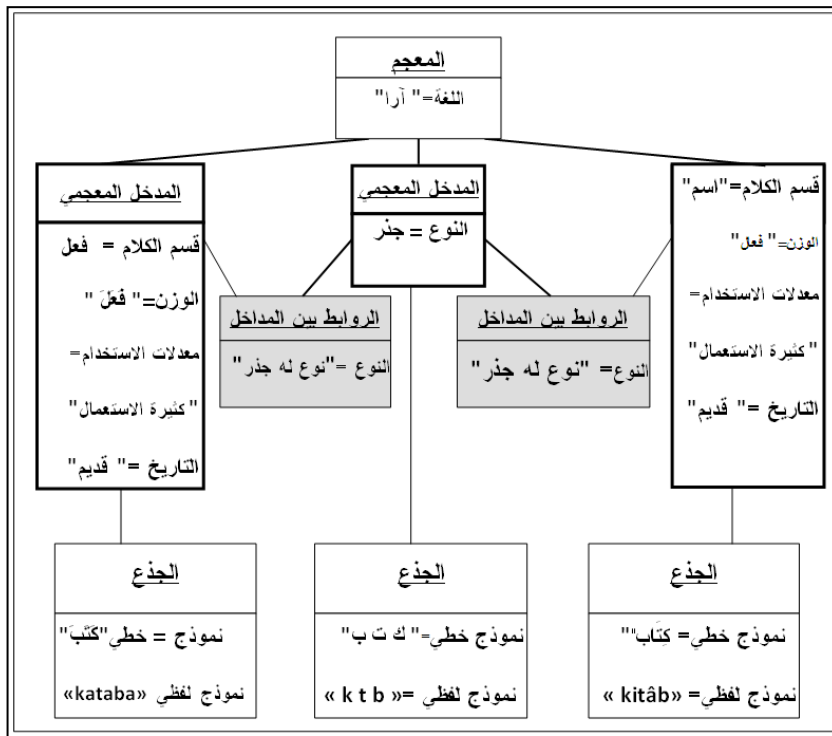 المعجم
اللغة="آرا"
قسم الكلام="اسم"
الوزن="فعل"
معدلات الاستخدام=
"كثيرة الاستعمال"
التاريخ ="قديم"
المدخل المعجمي
النوع = جذر
المدخل المعجمي
قسم الكلام = فعل
الوزن="فَعَلَ"
معدلات الاستخدام=
"كثيرة الاستعمال"
التاريخ ="قديم"
الروابط بين المداخل
النوع= "نوع له جذر"
الروابط بين المداخل
النوع ="نوع له جذر"
الجذع
نموذج خطي= كِتَاب""
نموذج لفظي= «kitâb »
الجذع
نموذج خطي="ك ت ب"
نموذج لفظي =« k t b »
الجذع
نموذج = خطي"كَتَبَ"
نموذج لفظي «kataba»